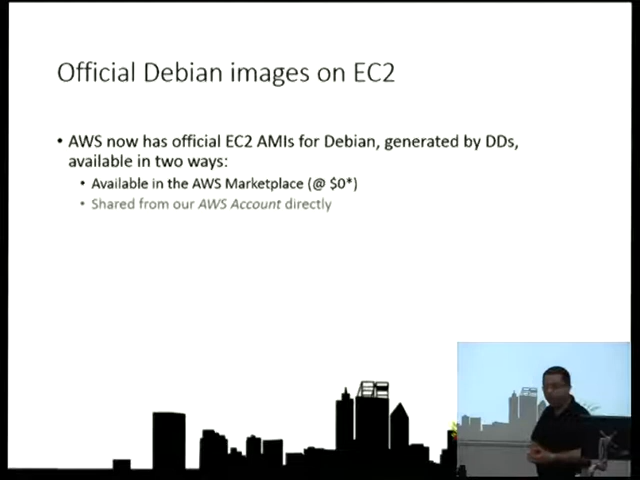 Official Debian images on EC2
• AWS now has official EC2 AMIs for Debian, generated by DDs,
available in two ways:
• Available in the AWS Marketplace (@ $0*)
• Shared from our AWS Account directly